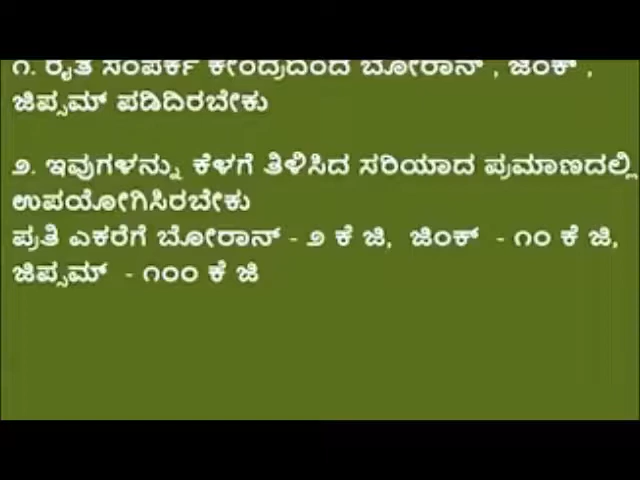 ೧. ರೈತ ಸಂಪರ್ಕ ಕೇಂದ್ರದಿಂದ ಬೋರಾನ್ , ಜಿಂಕ್ ,
ಜಿಪ್ಸಮ್ ಪಡಿದಿರಬೇಕು
೨. ಇವುಗಳನ್ನು ಕೆಳಗೆ ತಿಳಿಸಿದ ಸರಿಯಾದ ಪ್ರಮಾಣದಲ್ಲಿ
ಉಪಯೋಗಿಸಿರಬೇಕು
ಪ್ರತಿ ಎಕರೆಗೆ ಬೋರಾನ್ - ೨ ಕೆ ಜಿ, ಜಿಂಕ್ - ೧೦ ಕೆ ಜಿ,
ಜಿಪ್ಸಮ್ - ೧೦೦ ಕೆ ಜಿ